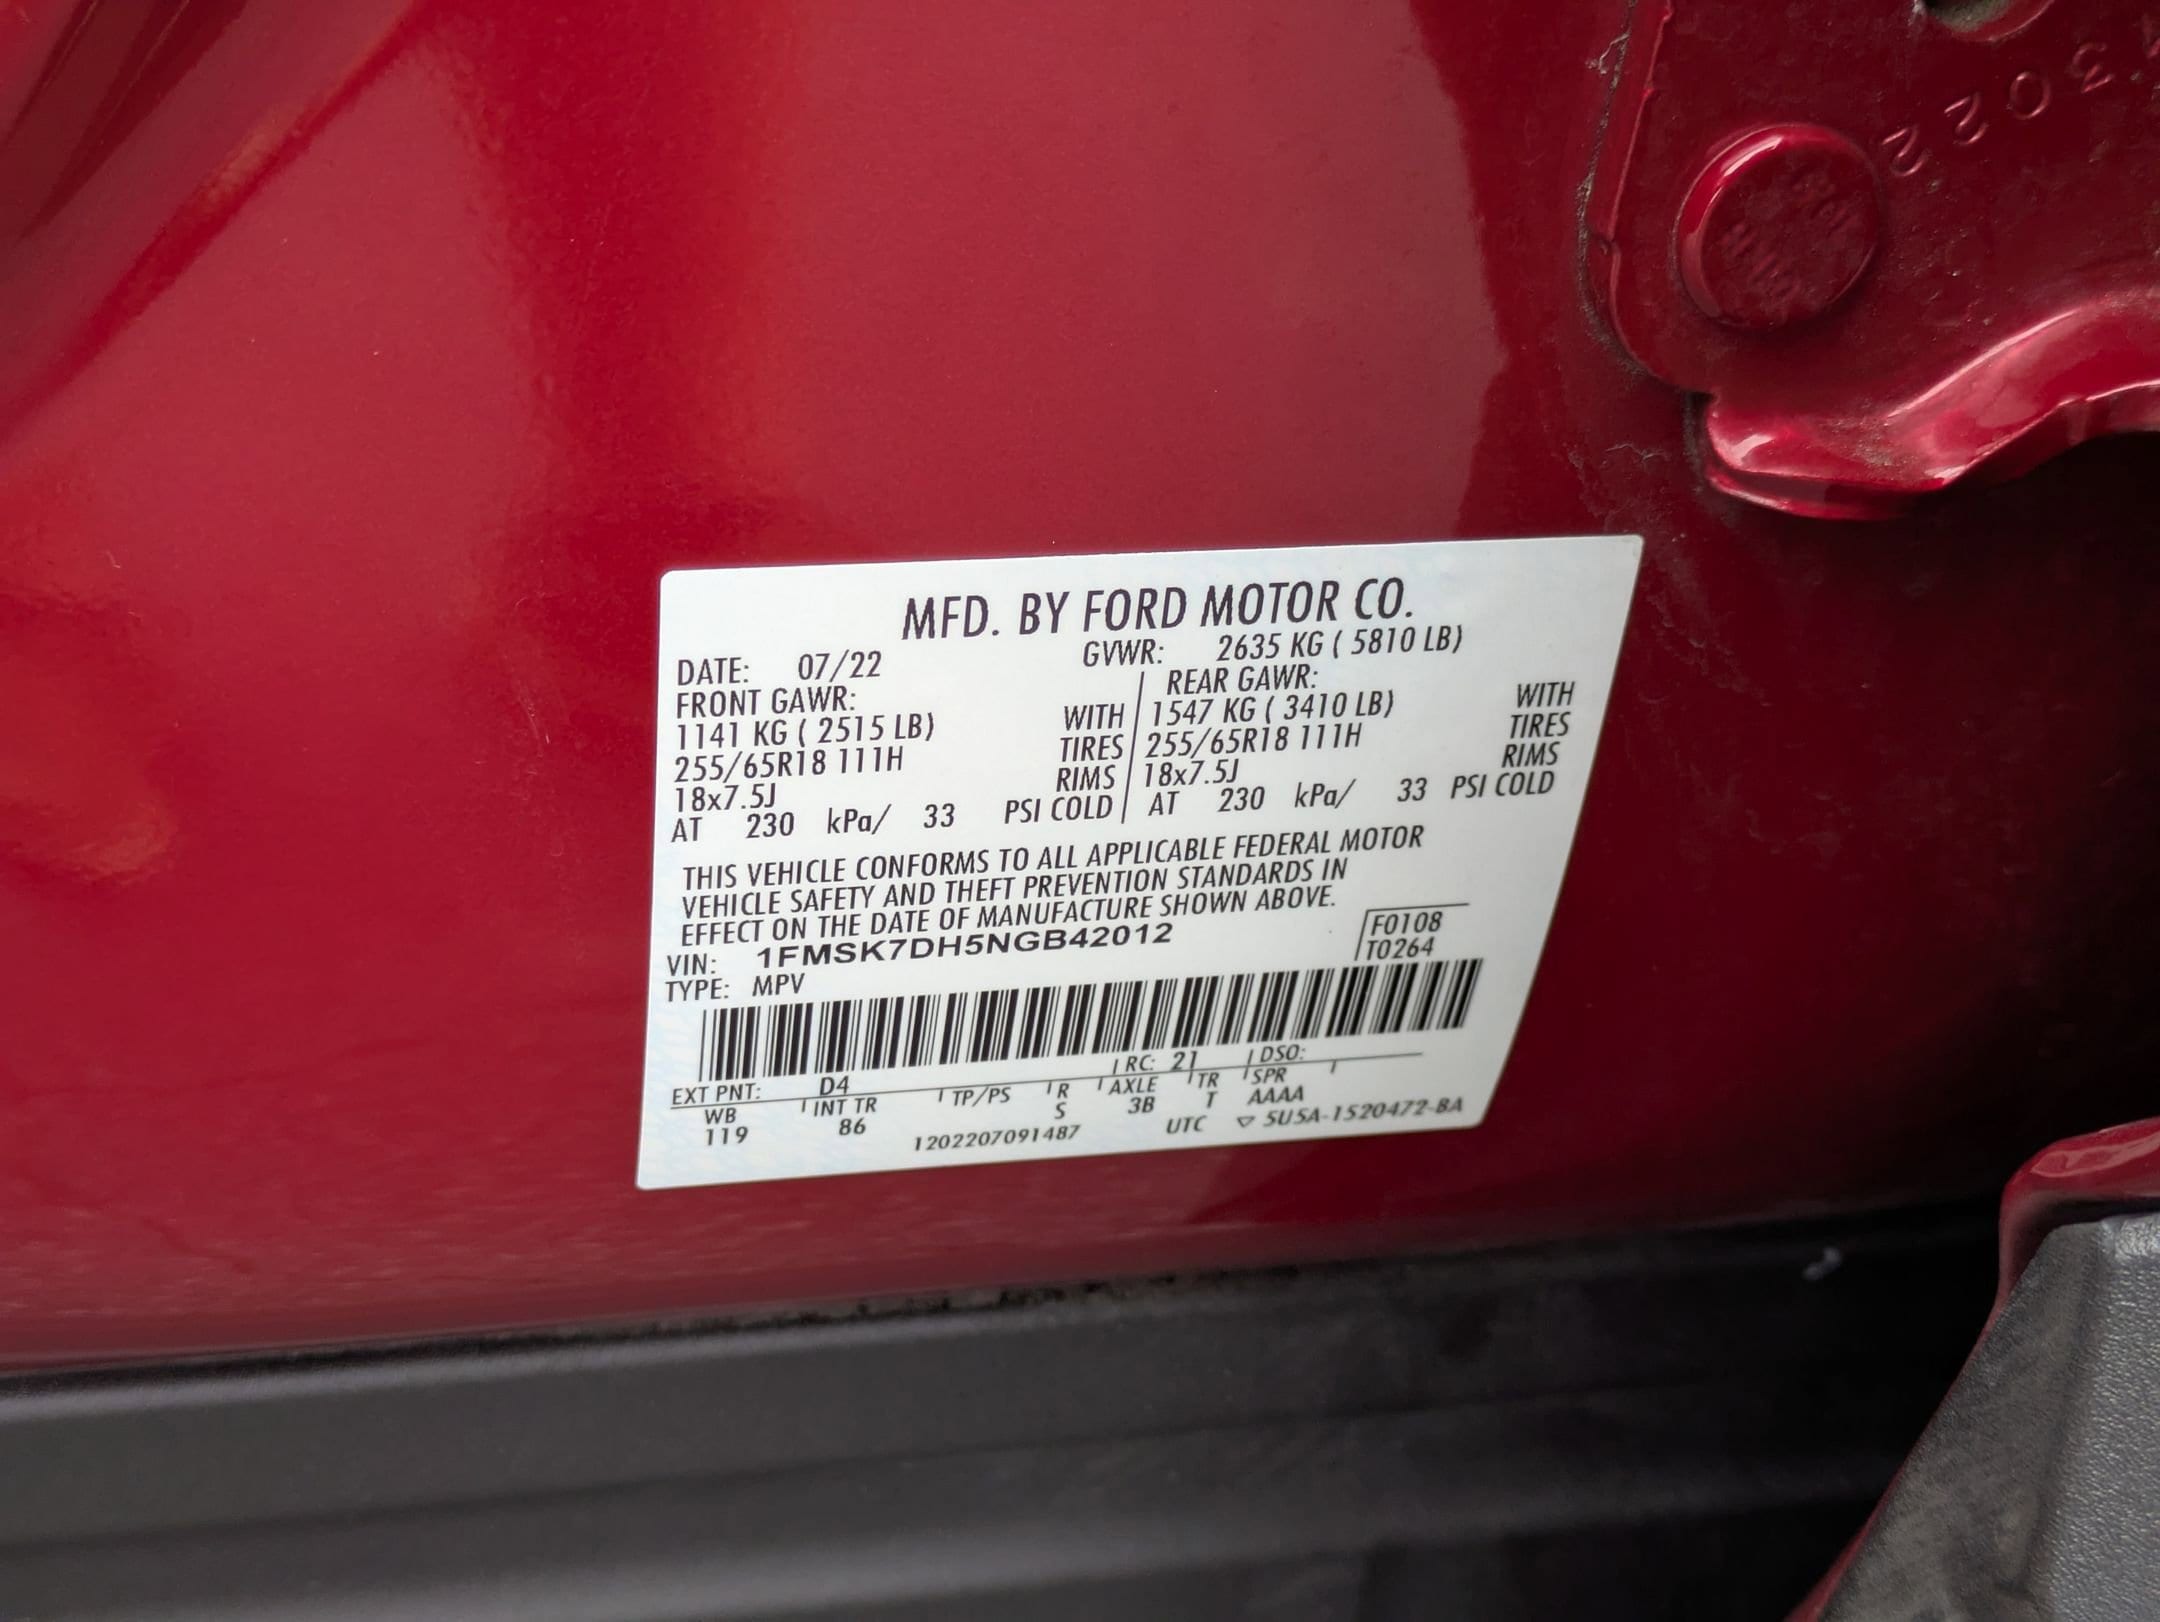 4302 2
MFD. BY FORD MOTOR CO.
DATE: 07/22 GVWR: 2635 KG ( 5810 LB)
FRONT GAWR: REAR GAWR:
1141 KG ( 2515 LB) WITH 1547 KG ( 3410 LB) WITH
255/65R18 111H TIRES 255/65R18 111H TIRES
18x7.5J RIMS 18x7.5J RIMS
AT 230 kPa/ 33 PSI COLD AT 230 kPa/ 33 PSI COLD
THIS VEHICLE CONFORMS TO ALL APPLICABLE FEDERAL MOTOR
VEHICLE SAFETY AND THEFT PREVENTION STANDARDS IN
EFFECT ON THE DATE OF MANUFACTURE SHOWN ABOVE.
VIN: 1FMSK7DH5NGB42012 F0108
TYPE: MPV T0264
EXT PNT: D4 RC: 21 DSO:
WB INT TR TP/PS R AXLE TR SPR
119 86 S 3B T AAAA
1202207091487 UTC ▽ 5U5A-1520472-BA